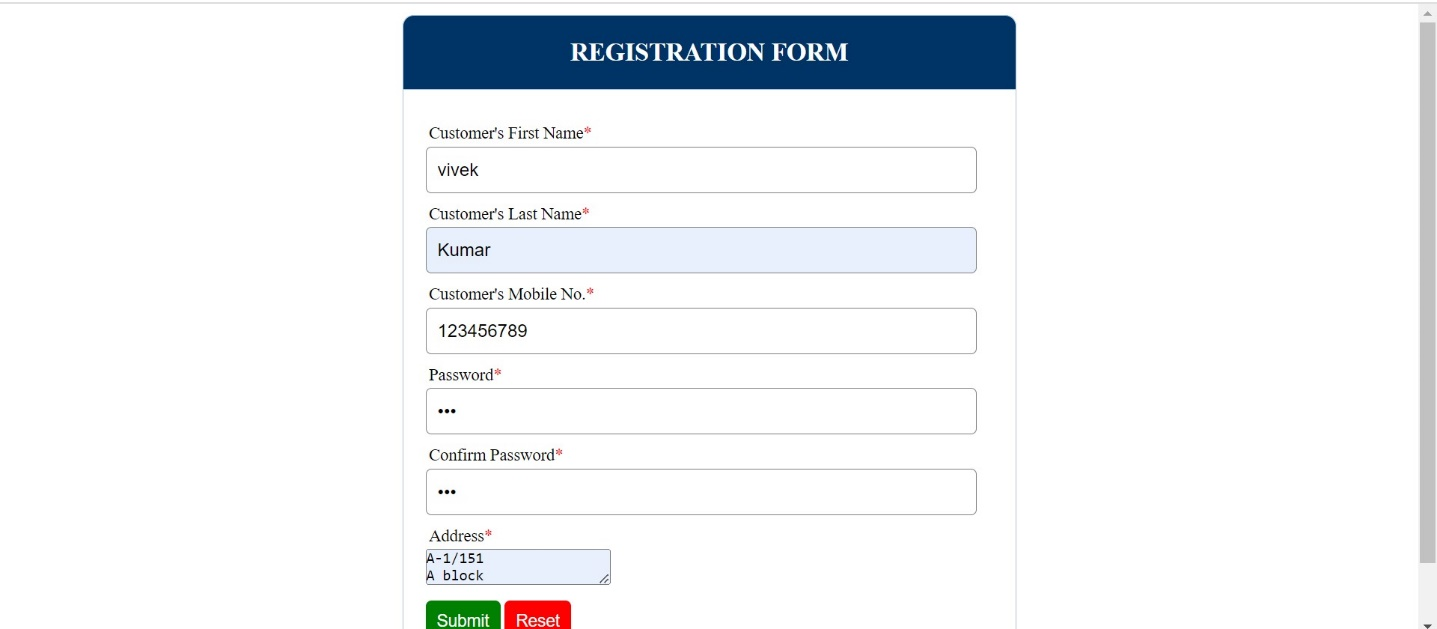 REGISTRATION FORM
Customer's First Name*
vivek
Customer's Last Name*
Kumar
Customer's Mobile No.*
123456789
Password*
•••
Confirm Password*
•••
Address*
A-1/151
A block
Submit Reset